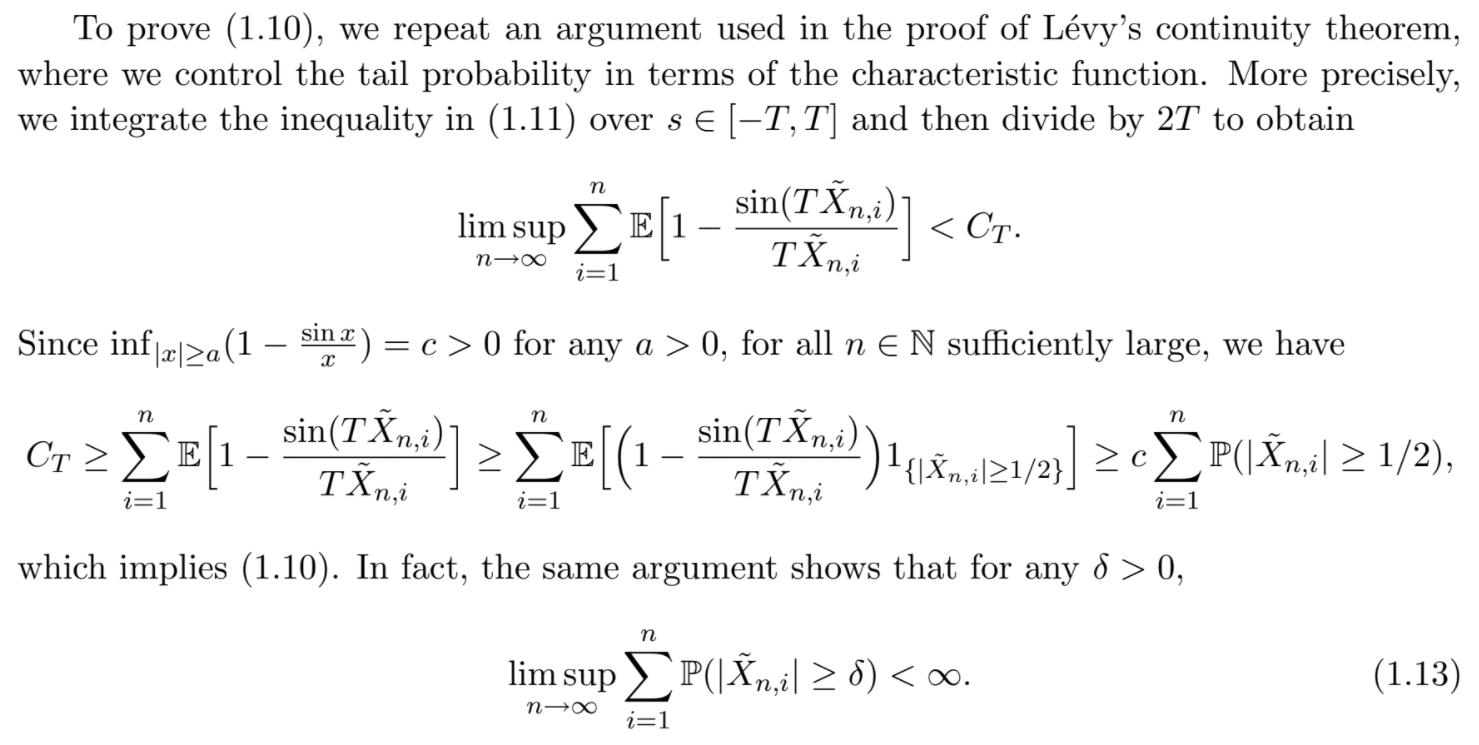 To prove (1.10), we repeat an argument used in the proof of Lévy's continuity theorem,
where we control the tail probability in terms of the characteristic function. More precisely,
we integrate the inequality in (1.11) over $s \in [-T, T]$ and then divide by $2T$ to obtain
$$\limsup_{n\to\infty} \sum_{i=1}^{n} \mathbb{E}\Big[1 - \frac{\sin(T\tilde{X}_{n,i})}{T\tilde{X}_{n,i}}\Big] < C_T.$$
Since $\inf_{|x|\geq a}(1 - \frac{\sin x}{x}) = c > 0$ for any $a > 0$, for all $n \in \mathbb{N}$ sufficiently large, we have
$$C_T \geq \sum_{i=1}^{n} \mathbb{E}\Big[1 - \frac{\sin(T\tilde{X}_{n,i})}{T\tilde{X}_{n,i}}\Big] \geq \sum_{i=1}^{n} \mathbb{E}\Big[\Big(1 - \frac{\sin(T\tilde{X}_{n,i})}{T\tilde{X}_{n,i}}\Big)1_{\{|\tilde{X}_{n,i}|\geq 1/2\}}\Big] \geq c\sum_{i=1}^{n} \mathbb{P}(|\tilde{X}_{n,i}| \geq 1/2),$$
which implies (1.10). In fact, the same argument shows that for any $\delta > 0$,
$$\limsup_{n\to\infty} \sum_{i=1}^{n} \mathbb{P}(|\tilde{X}_{n,i}| \geq \delta) < \infty. \quad (1.13)$$